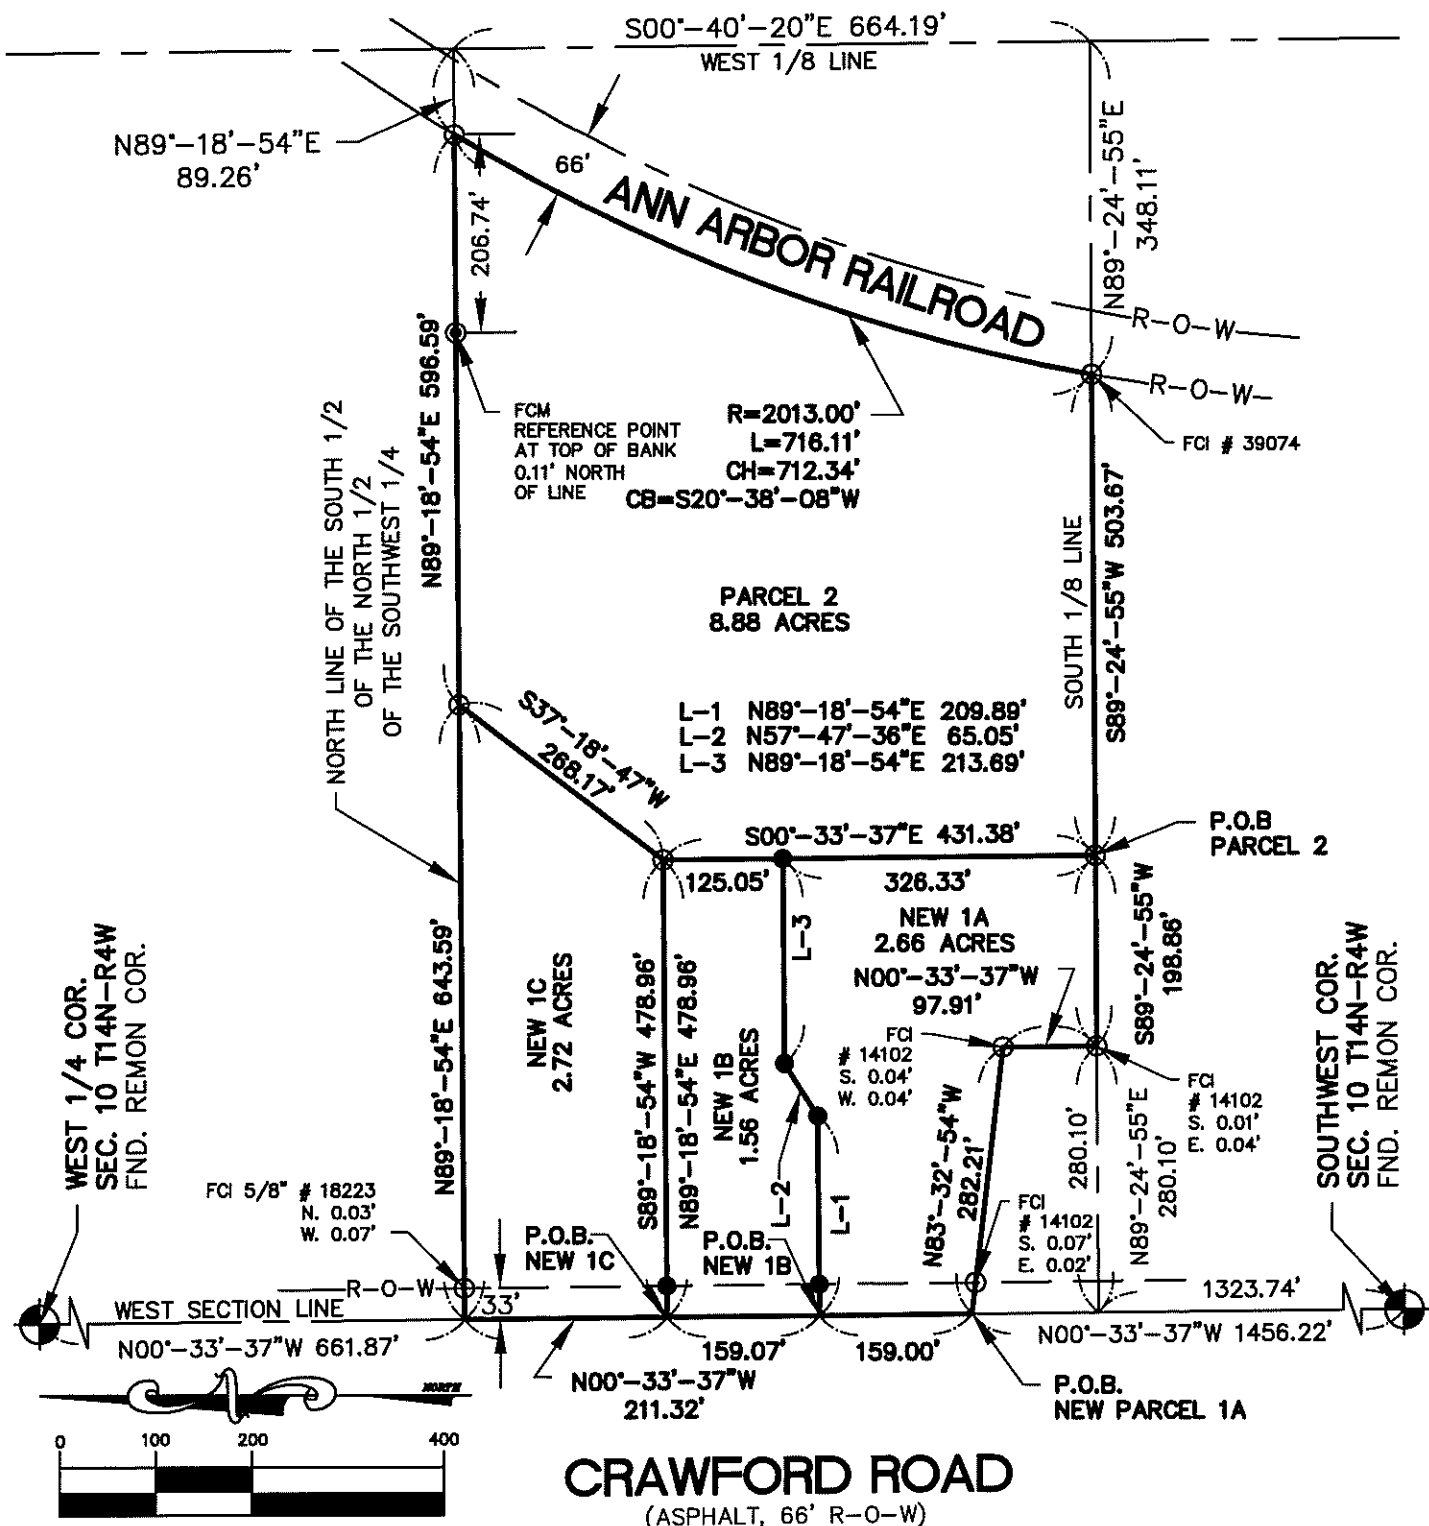 S00°-40'-20"E 664.19'
WEST 1/8 LINE
N89°-18'-54"E
89.26'
66'
ANN ARBOR RAILROAD
N89°-24'-55"E
348.11'
206.74'
R-O-W
R-O-W
FCI # 39074
N89°-18'-54"E 596.59'
FCM
REFERENCE POINT
AT TOP OF BANK
0.11' NORTH
OF LINE
R=2013.00'
L=716.11'
CH=712.34'
CB=S20°-38'-08"W
NORTH LINE OF THE SOUTH 1/2
OF THE NORTH 1/2
OF THE SOUTHWEST 1/4
PARCEL 2
8.88 ACRES
SOUTH 1/8 LINE
S89°-24'-55"W 503.67'
S37°-18'-47"W
268.17'
L-1 N89°-18'-54"E 209.89'
L-2 N57°-47'-36"E 65.05'
L-3 N89°-18'-54"E 213.69'
S00°-33'-37"E 431.38'
P.O.B
PARCEL 2
125.05'
326.33'
L-3
NEW 1A
2.66 ACRES
N00°-33'-37"W
97.91'
S89°-24'-55"W
198.86'
WEST 1/4 COR.
SEC. 10 T14N-R4W
FND. REMON COR.
N89°-18'-54"E 643.59'
NEW 1C
2.72 ACRES
S89°-18'-54"W 478.96'
N89°-18'-54"E 478.96'
NEW 1B
1.56 ACRES
FCI
# 14102
S. 0.04'
W. 0.04'
FCI
# 14102
S. 0.01'
E. 0.04'
SOUTHWEST COR.
SEC. 10 T14N-R4W
FND. REMON COR.
N83°-32'-54"W
282.21'
280.10'
N89°-24'-55"E
280.10'
FCI 5/8" # 18223
N. 0.03'
W. 0.07'
L-2
L-1
FCI
# 14102
S. 0.07'
E. 0.02'
P.O.B.
NEW 1C
P.O.B.
NEW 1B
R-O-W
33'
WEST SECTION LINE
1323.74'
N00°-33'-37"W 661.87'
N00°-33'-37"W 1456.22'
159.07'
159.00'
N00°-33'-37"W
211.32'
P.O.B.
NEW PARCEL 1A
NORTH
0 100 200 400
CRAWFORD ROAD
(ASPHALT, 66' R-O-W)